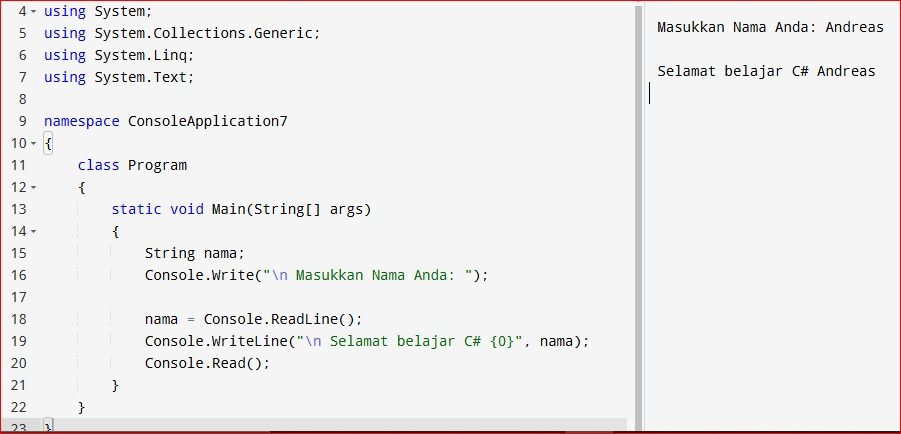 4 using System;
5 using System.Collections.Generic;
6 using System.Linq;
7 using System.Text;
8
9 namespace ConsoleApplication7
10 {
11 class Program
12 {
13 static void Main(String[] args)
14 {
15 String nama;
16 Console.Write("\n Masukkan Nama Anda: ");
17
18 nama = Console.ReadLine();
19 Console.WriteLine("\n Selamat belajar C# {0}", nama);
20 Console.Read();
21 }
22 }
23 }
Masukkan Nama Anda: Andreas
Selamat belajar C# Andreas